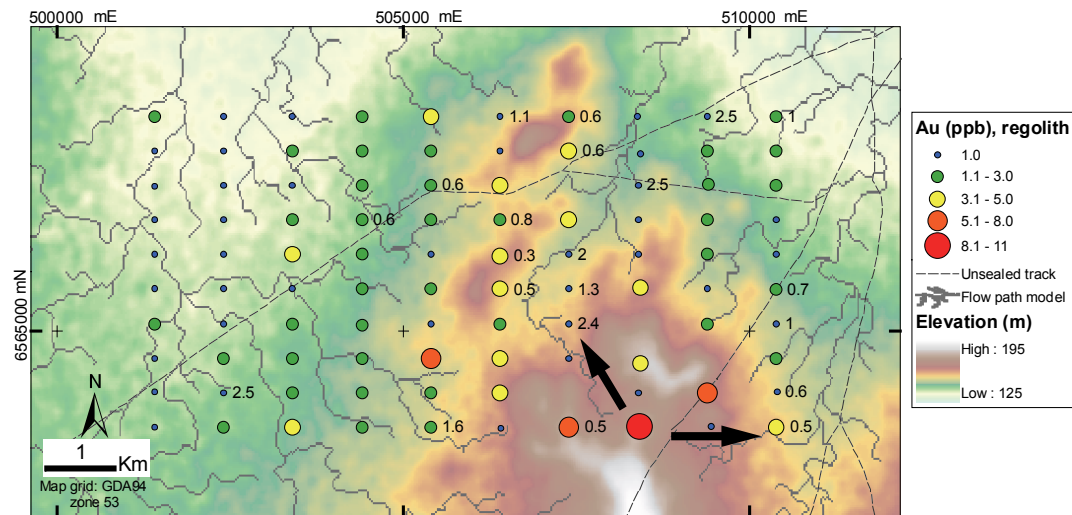 500000 mE
505000
510000 mE
6565000 mN
1.1
0.6
2.5
1
0.6
0.6
2.5
0.6
0.8
0.3
2
0.5
1.3
0.7
2.4
1
2.5
0.6
1.6
0.5
0.5
N
1
Km
Map grid: GDA94
zone 53
Au (ppb), regolith
1.0
1.1 - 3.0
3.1 - 5.0
5.1 - 8.0
8.1 - 11
Unsealed track
Flow path model
Elevation (m)
High : 195
Low : 125